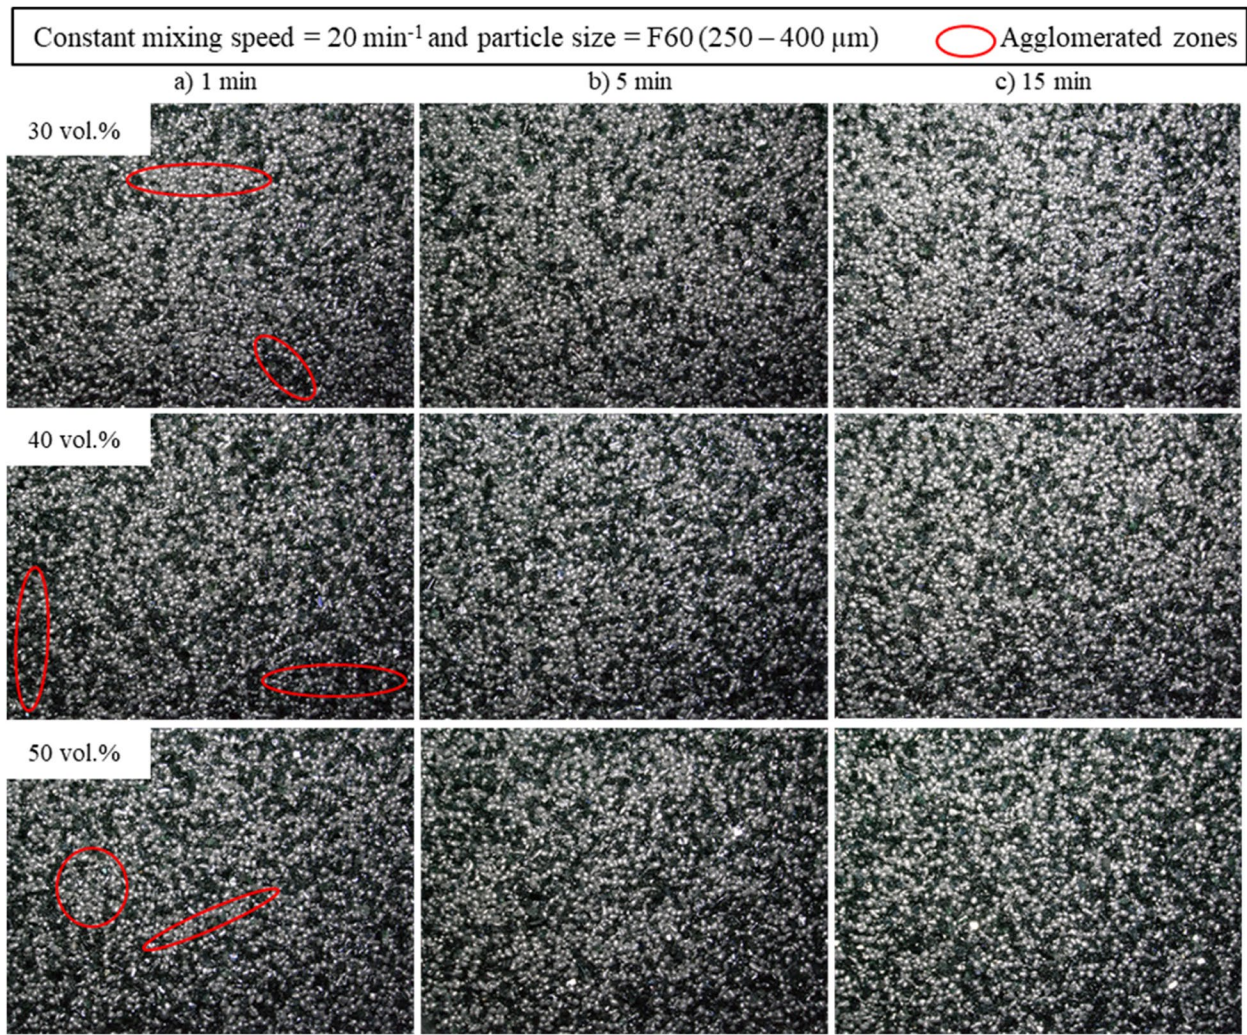 Constant mixing speed = 20 min⁻¹ and particle size = F60 (250 – 400 µm) Agglomerated zones
a) 1 min b) 5 min c) 15 min
30 vol.%
40 vol.%
50 vol.%